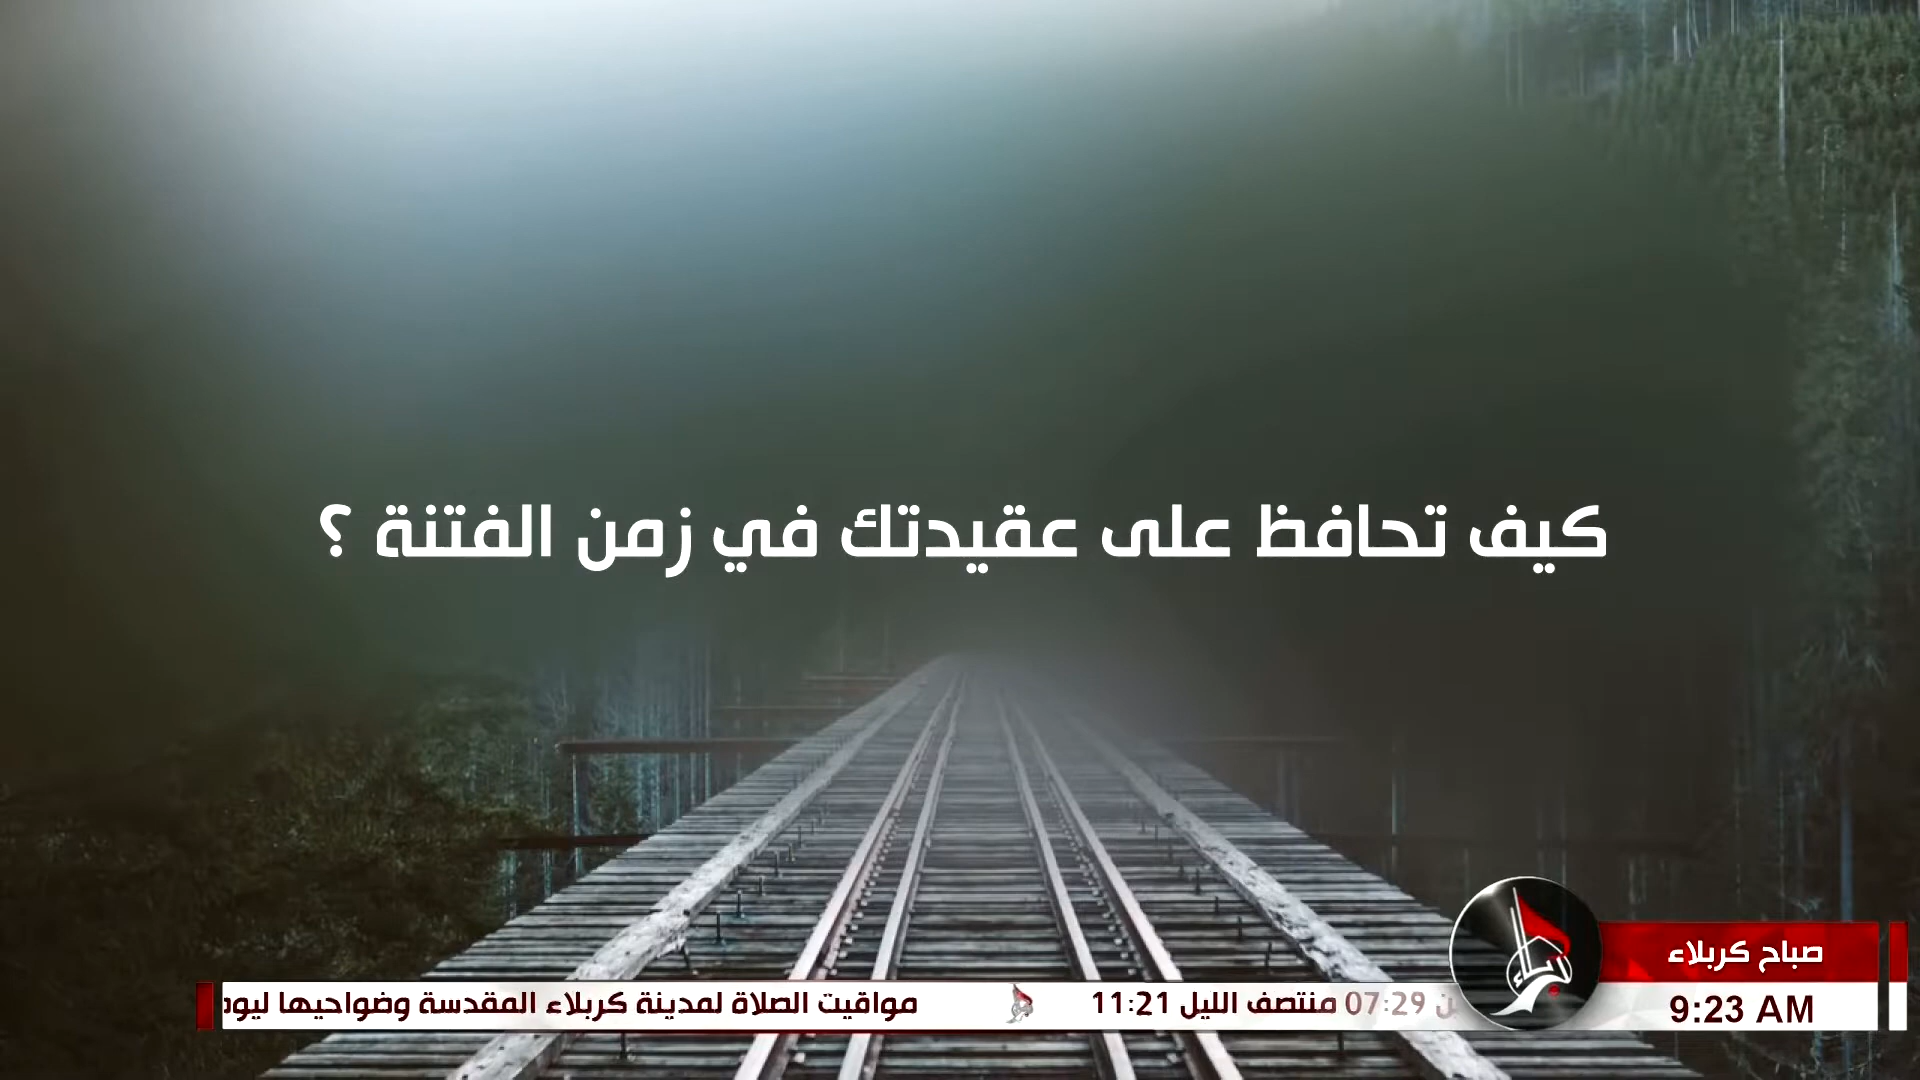 كيف تحافظ على عقيدتك في زمن الفتنة ؟
صباح كربلاء
9:23 AM
07:29 منتصف الليل 11:21
مواقيت الصلاة لمدينة كربلاء المقدسة وضواحيها